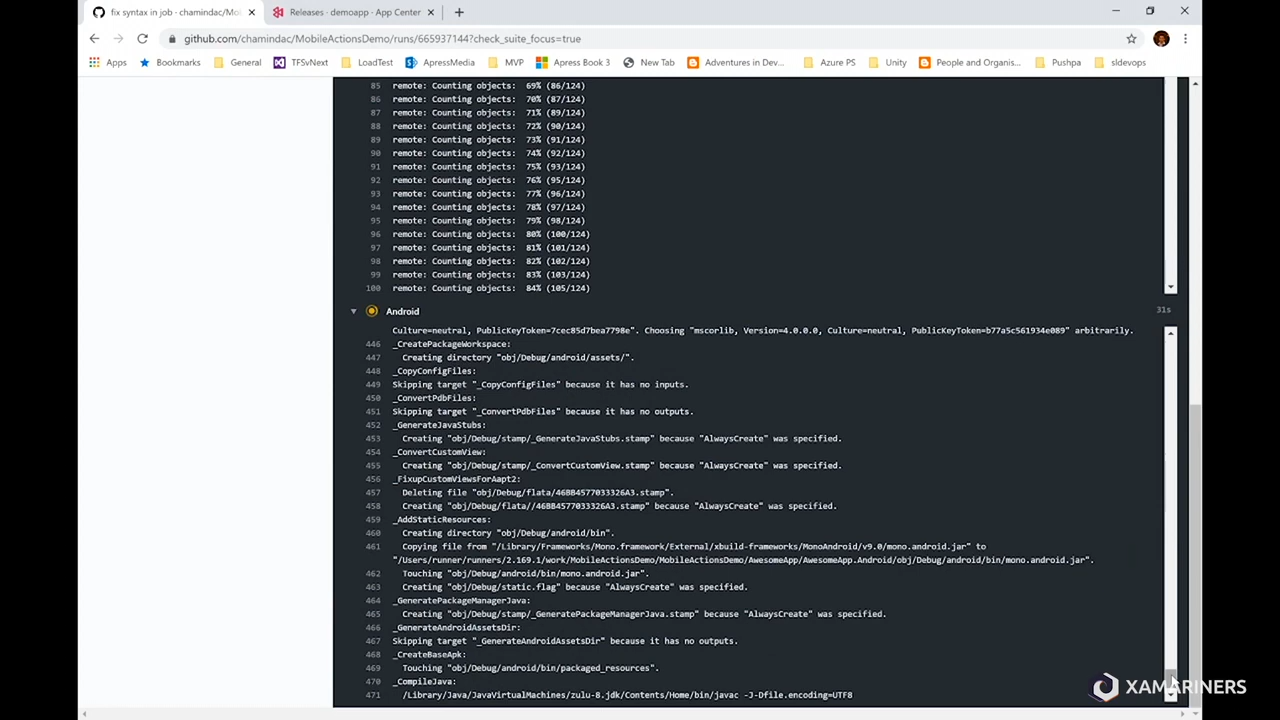 fix syntax in job · chamindac/Mo
Releases · demoapp · App Center
github.com/chamindac/MobileActionsDemo/runs/665937144?check_suite_focus=true
Apps
Bookmarks
General
TFSvNext
LoadTest
ApressMedia
MVP
Apress Book 3
New Tab
Adventures in Dev...
Azure PS
Unity
People and Organis...
Pushpa
sldevops
85 remote: Counting objects: 69% (86/124)
86 remote: Counting objects: 70% (87/124)
87 remote: Counting objects: 71% (89/124)
88 remote: Counting objects: 72% (90/124)
89 remote: Counting objects: 73% (91/124)
90 remote: Counting objects: 74% (92/124)
91 remote: Counting objects: 75% (93/124)
92 remote: Counting objects: 76% (95/124)
93 remote: Counting objects: 77% (96/124)
94 remote: Counting objects: 78% (97/124)
95 remote: Counting objects: 79% (98/124)
96 remote: Counting objects: 80% (100/124)
97 remote: Counting objects: 81% (101/124)
98 remote: Counting objects: 82% (102/124)
99 remote: Counting objects: 83% (103/124)
100 remote: Counting objects: 84% (105/124)
Android 31s
Culture=neutral, PublicKeyToken=7cec85d7bea7798e". Choosing "mscorlib, Version=4.0.0.0, Culture=neutral, PublicKeyToken=b77a5c561934e089" arbitrarily.
446 _CreatePackageWorkspace:
447 Creating directory "obj/Debug/android/assets/".
448 _CopyConfigFiles:
449 Skipping target "_CopyConfigFiles" because it has no inputs.
450 _ConvertPdbFiles:
451 Skipping target "_ConvertPdbFiles" because it has no outputs.
452 _GenerateJavaStubs:
453 Creating "obj/Debug/stamp/_GenerateJavaStubs.stamp" because "AlwaysCreate" was specified.
454 _ConvertCustomView:
455 Creating "obj/Debug/stamp/_ConvertCustomView.stamp" because "AlwaysCreate" was specified.
456 _FixupCustomViewsForAapt2:
457 Deleting file "obj/Debug/flata/46BB4577033326A3.stamp".
458 Creating "obj/Debug/flata//46BB4577033326A3.stamp" because "AlwaysCreate" was specified.
459 _AddStaticResources:
460 Creating directory "obj/Debug/android/bin".
461 Copying file from "/Library/Frameworks/Mono.framework/External/xbuild-frameworks/MonoAndroid/v9.0/mono.android.jar" to
"/Users/runner/runners/2.169.1/work/MobileActionsDemo/MobileActionsDemo/AwesomeApp/AwesomeApp.Android/obj/Debug/android/bin/mono.android.jar".
462 Touching "obj/Debug/android/bin/mono.android.jar".
463 Creating "obj/Debug/static.flag" because "AlwaysCreate" was specified.
464 _GeneratePackageManagerJava:
465 Creating "obj/Debug/stamp/_GeneratePackageManagerJava.stamp" because "AlwaysCreate" was specified.
466 _GenerateAndroidAssetsDir:
467 Skipping target "_GenerateAndroidAssetsDir" because it has no outputs.
468 _CreateBaseApk:
469 Touching "obj/Debug/android/bin/packaged_resources".
470 _CompileJava:
471 /Library/Java/JavaVirtualMachines/zulu-8.jdk/Contents/Home/bin/javac -J-Dfile.encoding=UTF8
XAMARINERS